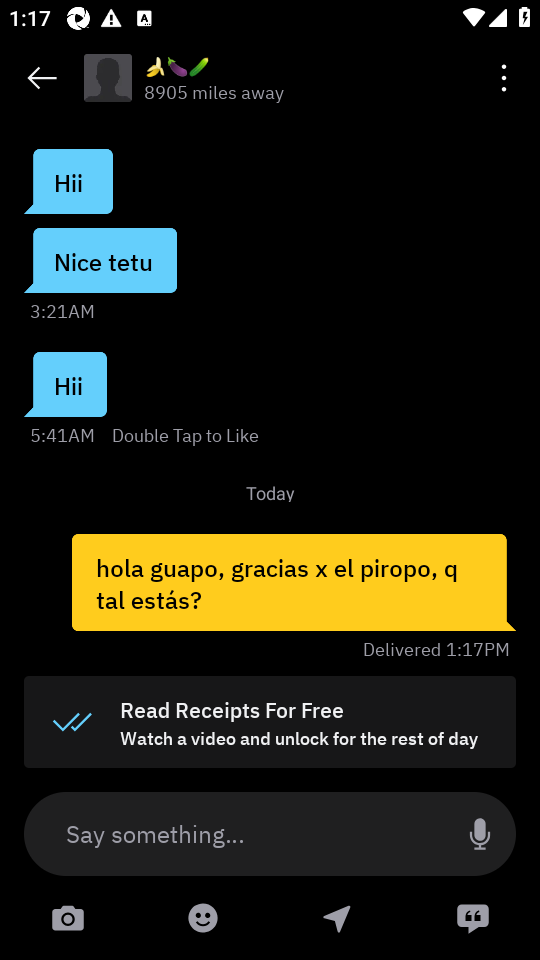 1:17
A
🍌🍆🥒
8905 miles away
Hii
Nice tetu
3:21AM
Hii
5:41AM Double Tap to Like
Today
hola guapo, gracias x el piropo, q
tal estás?
Delivered 1:17PM
Read Receipts For Free
Watch a video and unlock for the rest of day
Say something...